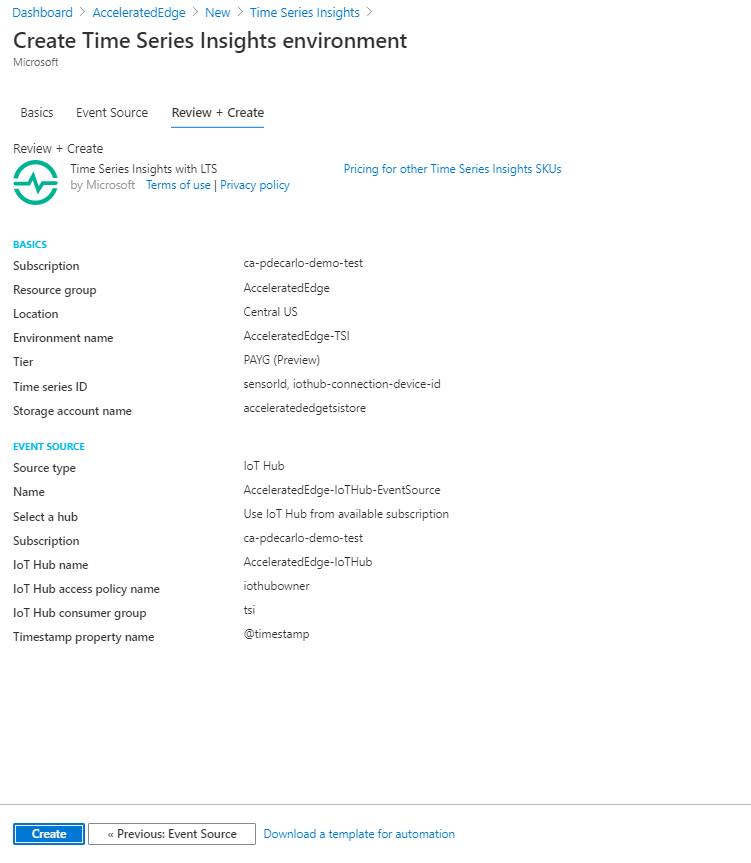 Dashboard > AcceleratedEdge > New > Time Series Insights >
Create Time Series Insights environment
Microsoft
Basics Event Source Review + Create
Review + Create
Time Series Insights with LTS Pricing for other Time Series Insights SKUs
by Microsoft Terms of use | Privacy policy
BASICS
Subscription ca-pdecarlo-demo-test
Resource group AcceleratedEdge
Location Central US
Environment name AcceleratedEdge-TSI
Tier PAYG (Preview)
Time series ID sensorId, iothub-connection-device-id
Storage account name acceleratededgetsistore
EVENT SOURCE
Source type IoT Hub
Name AcceleratedEdge-IoTHub-EventSource
Select a hub Use IoT Hub from available subscription
Subscription ca-pdecarlo-demo-test
IoT Hub name AcceleratedEdge-IoTHub
IoT Hub access policy name iothubowner
IoT Hub consumer group tsi
Timestamp property name @timestamp
Create « Previous: Event Source Download a template for automation